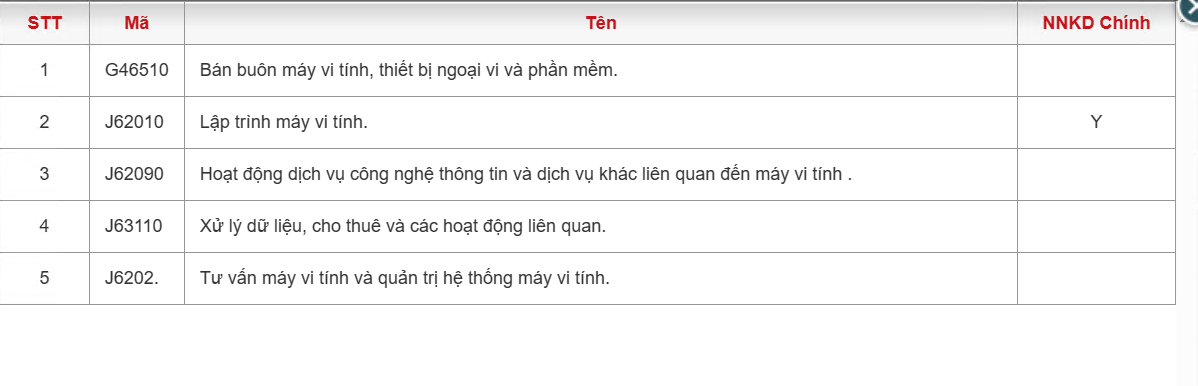 STT Mã Tên NNKD Chính
1 G46510 Bán buôn máy vi tính, thiết bị ngoại vi và phần mềm.
2 J62010 Lập trình máy vi tính. Y
3 J62090 Hoạt động dịch vụ công nghệ thông tin và dịch vụ khác liên quan đến máy vi tính .
4 J63110 Xử lý dữ liệu, cho thuê và các hoạt động liên quan.
5 J6202. Tư vấn máy vi tính và quản trị hệ thống máy vi tính.